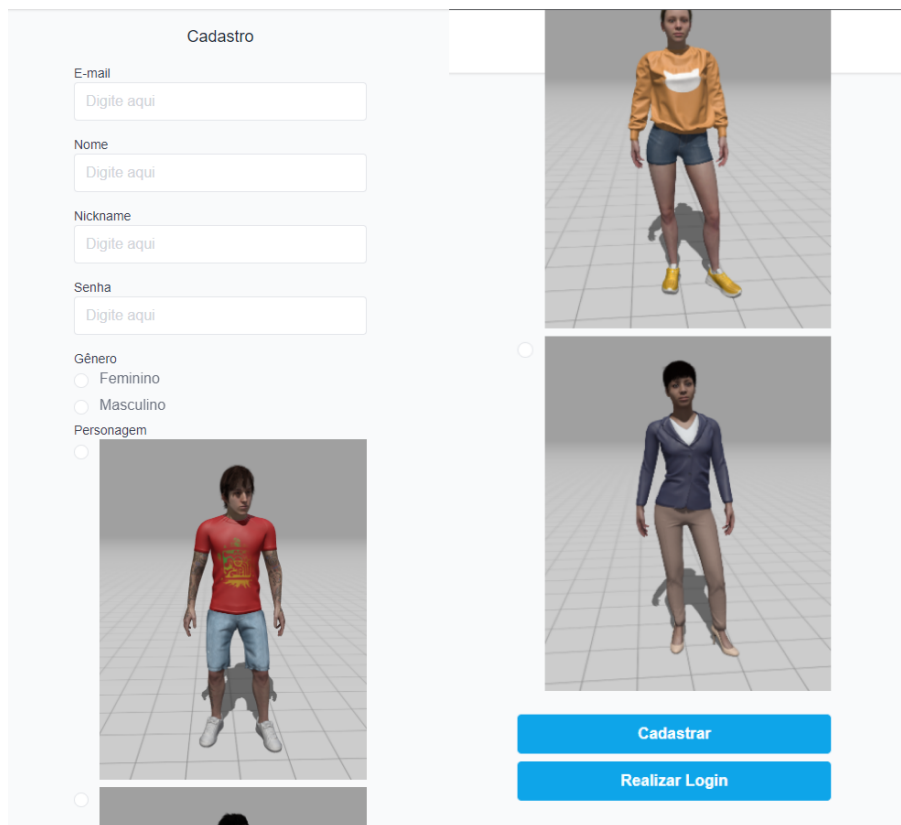 Cadastro
E-mail
Digite aqui
Nome
Digite aqui
Nickname
Digite aqui
Senha
Digite aqui
Gênero
Feminino
Masculino
Personagem
Cadastrar
Realizar Login